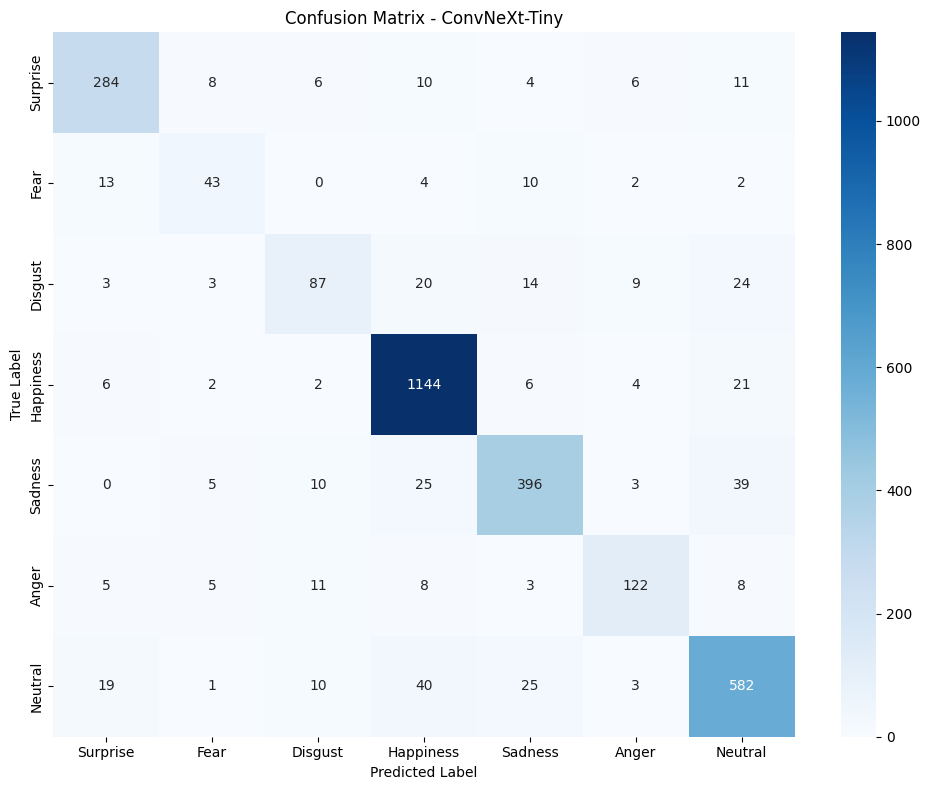 Confusion Matrix - ConvNeXt-Tiny
True Label
Surprise 284 8 6 10 4 6 11
Fear 13 43 0 4 10 2 2
Disgust 3 3 87 20 14 9 24
Happiness 6 2 2 1144 6 4 21
Sadness 0 5 10 25 396 3 39
Anger 5 5 11 8 3 122 8
Neutral 19 1 10 40 25 3 582
Surprise Fear Disgust Happiness Sadness Anger Neutral
Predicted Label
1000
800
600
400
200
0